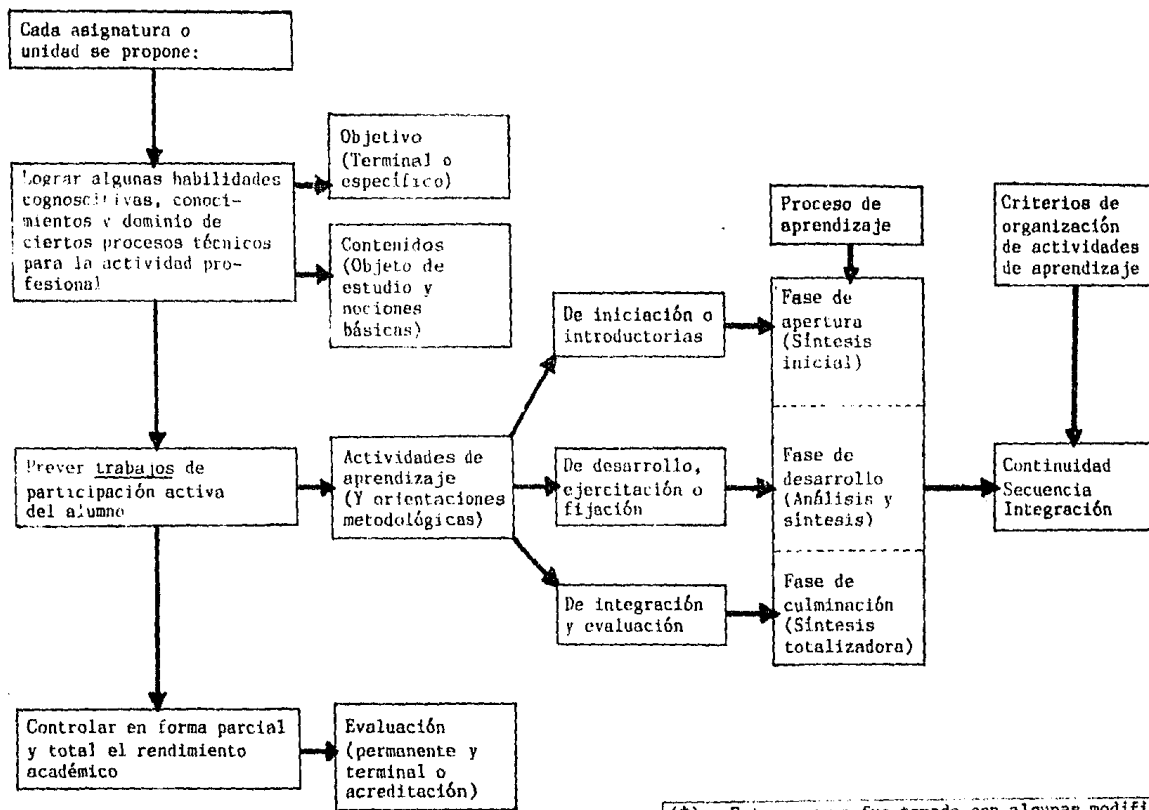 Cada asignatura o
unidad se propone:
Lograr algunas habilidades
cognoscitivas, conoci-
mientos y dominio de
ciertos procesos técnicos
para la actividad pro-
fesional
Objetivo
(Terminal o
específico)
Contenidos
(Objeto de
estudio y
nociones
básicas)
Prever trabajos de
participación activa
del alumno
Actividades de
aprendizaje
(Y orientaciones
metodológicas)
De iniciación o
introductorias
De desarrollo,
ejercitación o
fijación
De integración
y evaluación
Proceso de
aprendizaje
Fase de
apertura
(Síntesis
inicial)
Fase de
desarrollo
(Análisis y
síntesis)
Fase de
culminación
(Síntesis
totalizadora)
Criterios de
organización
de actividades
de aprendizaje
Continuidad
Secuencia
Integración
Controlar en forma parcial
y total el rendimiento
académico
Evaluación
(permanente y
terminal o
acreditación)
(*)
fue tomado con algunas